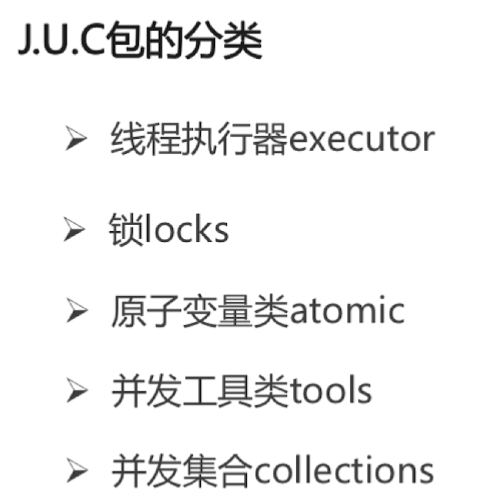 J.U.C包的分类
线程执行器executor
锁locks
原子变量类atomic
并发工具类tools
并发集合collections